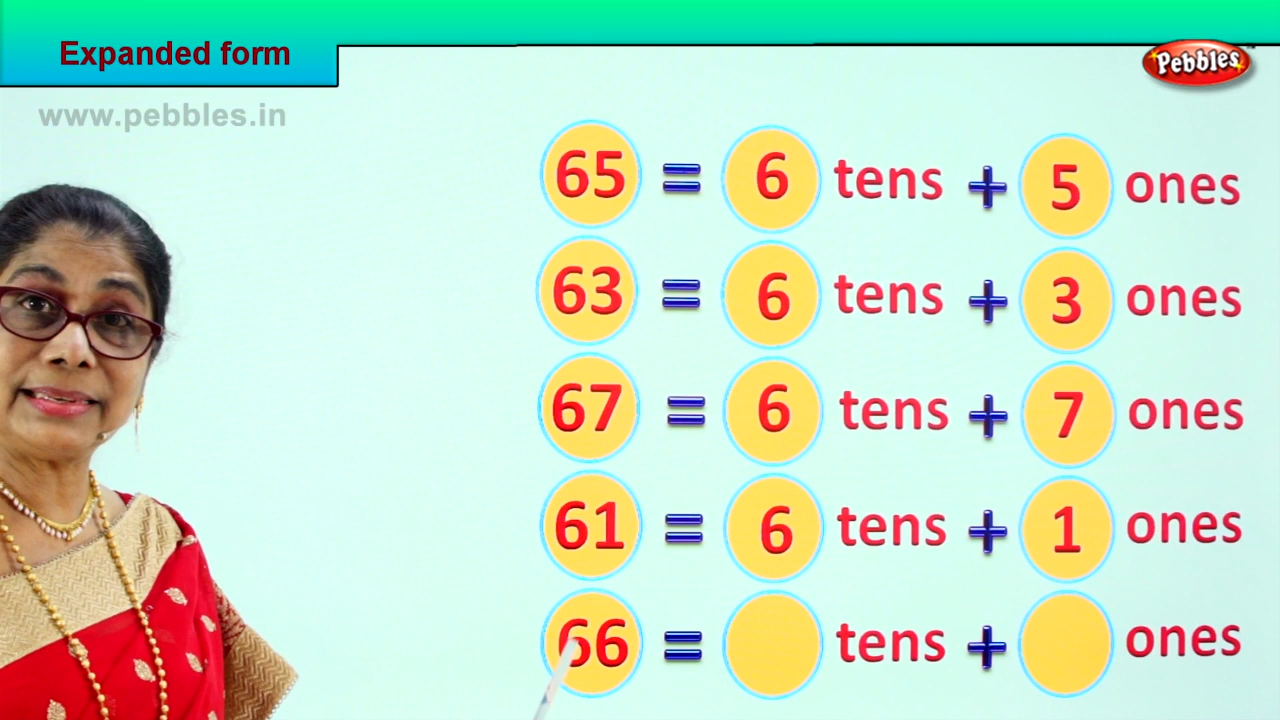 Expanded form
Pebbles
www.pebbles.in
65 = 6 tens + 5 ones
63 = 6 tens + 3 ones
67 = 6 tens + 7 ones
61 = 6 tens + 1 ones
66 = tens + ones